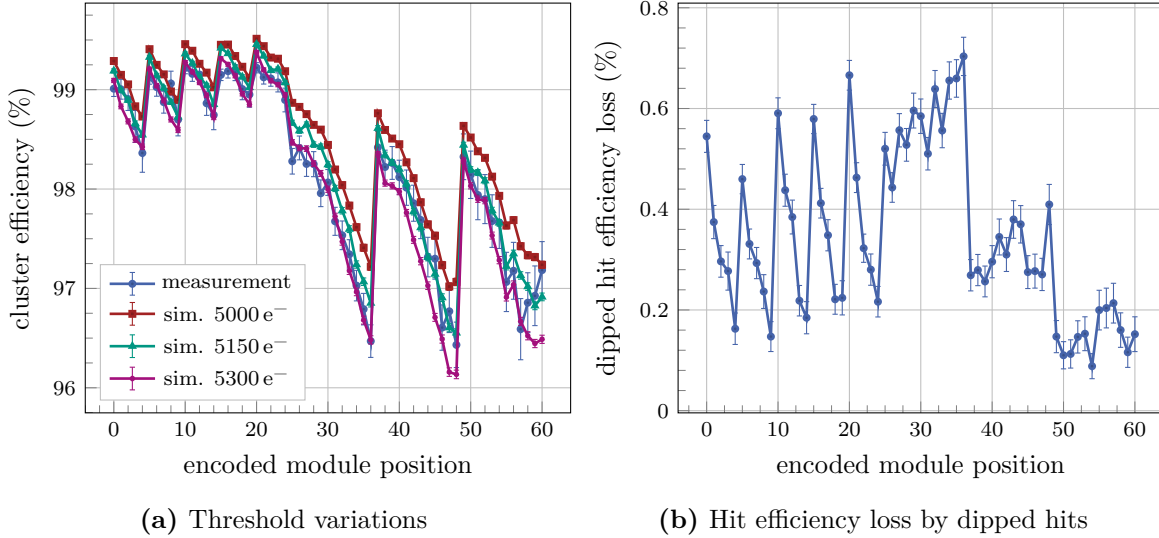 cluster efficiency (%)
99
98
97
96
0
10
20
30
40
50
60
encoded module position
measurement
sim. 5000 e⁻
sim. 5150 e⁻
sim. 5300 e⁻
(a) Threshold variations
dipped hit efficiency loss (%)
0.8
0.6
0.4
0.2
0
0
10
20
30
40
50
60
encoded module position
(b) Hit efficiency loss by dipped hits